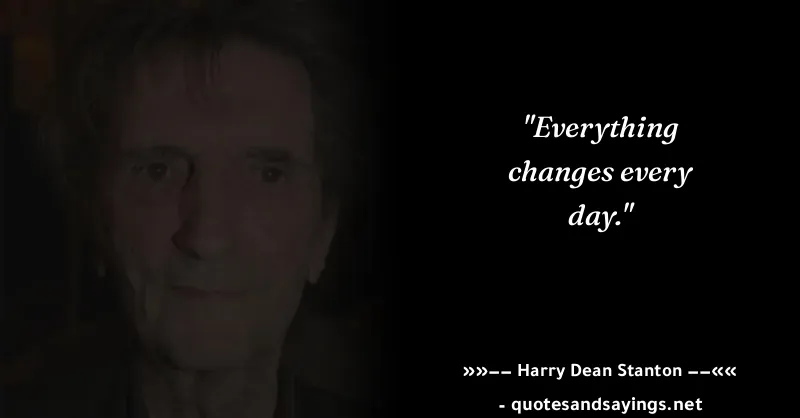 "Everything
changes every
day."
»»−− Harry Dean Stanton −−««
- quotesandsayings.net